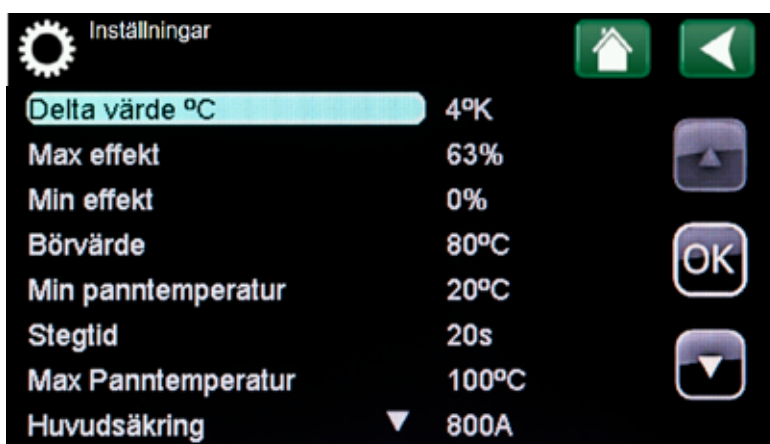 Inställningar
Delta värde ºC 4ºK
Max effekt 63%
Min effekt 0%
Börvärde 80ºC
Min panntemperatur 20ºC
OK
Stegtid 20s
Max Panntemperatur 100ºC
Huvudsäkring 800A